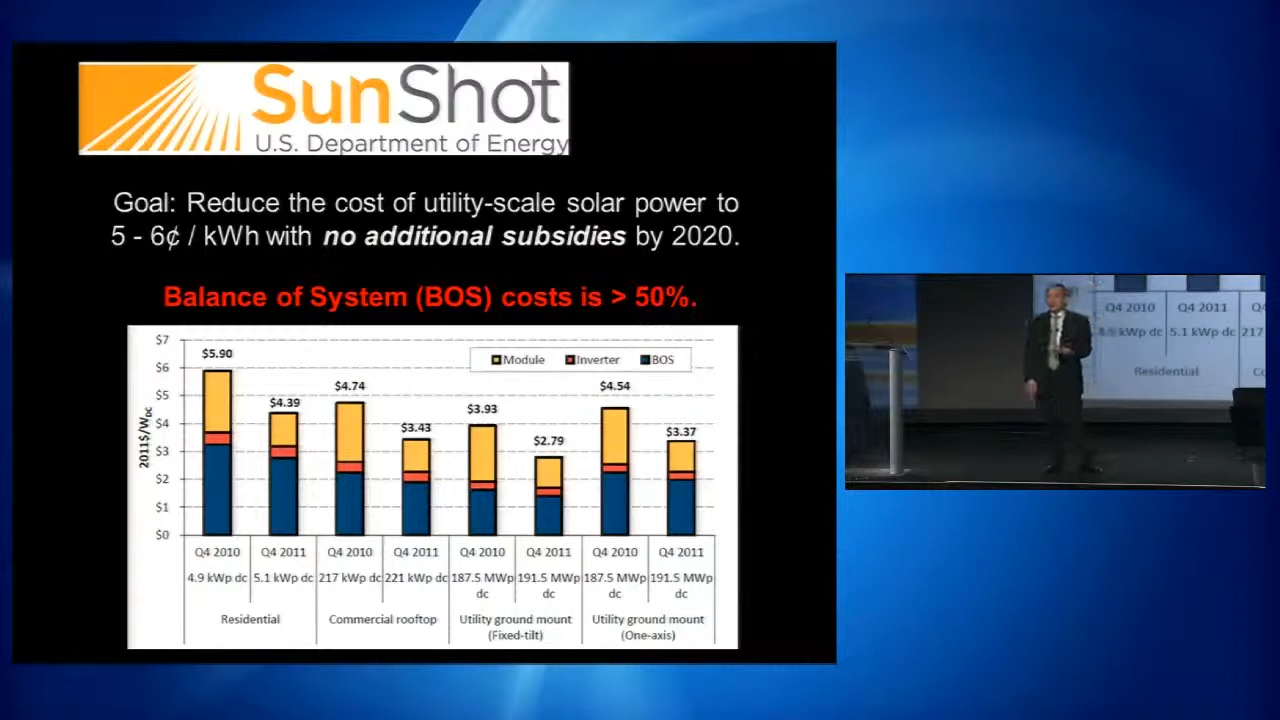 SunShot
U.S. Department of Energy
Goal: Reduce the cost of utility-scale solar power to
5 - 6¢ / kWh with no additional subsidies by 2020.
Balance of System (BOS) costs is > 50%.
2011$/WDC
$7
$6
$5
$4
$3
$2
$1
$0
Module Inverter BOS
$5.90
$4.39
$4.74
$3.43
$3.93
$2.79
$4.54
$3.37
Q4 2010 Q4 2011 Q4 2010 Q4 2011 Q4 2010 Q4 2011 Q4 2010 Q4 2011
4.9 kWp dc 5.1 kWp dc 217 kWp dc 221 kWp dc 187.5 MWp 191.5 MWp 187.5 MWp 191.5 MWp
dc dc dc dc
Residential Commercial rooftop Utility ground mount Utility ground mount
(Fixed-tilt) (One-axis)
Q4 2010 Q4 2011
kWp dc 5.1 kWp dc 217
Residential